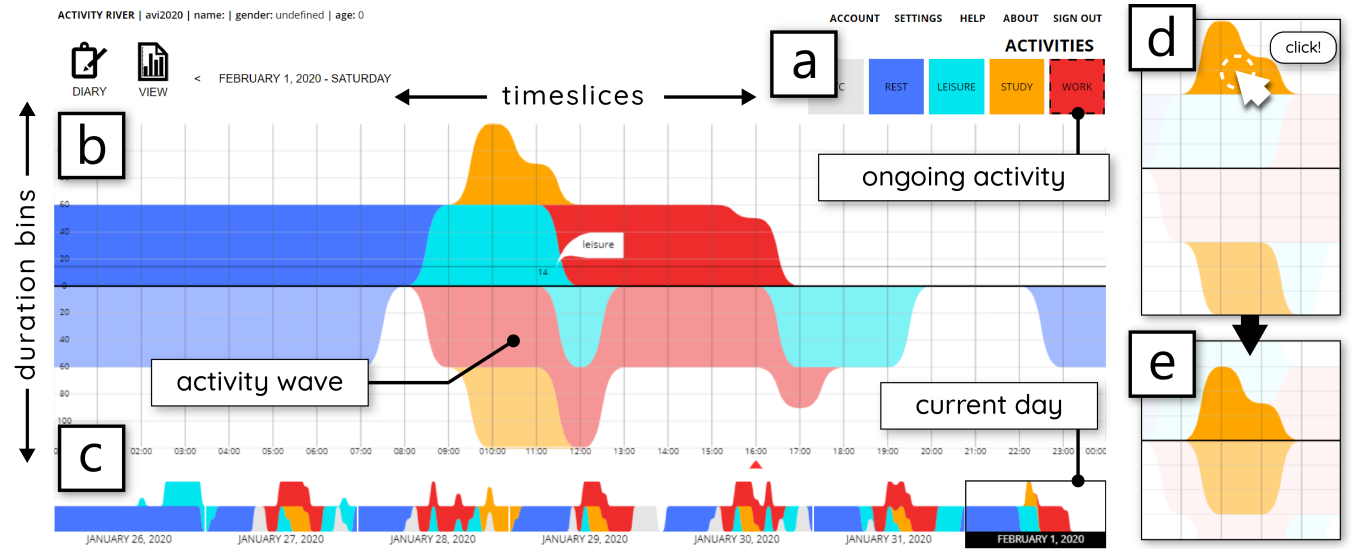 ACTIVITY RIVER | avi2020 | name: | gender: undefined | age: 0
ACCOUNT SETTINGS HELP ABOUT SIGN OUT
ACTIVITIES
DIARY VIEW
< FEBRUARY 1, 2020 - SATURDAY
timeslices
a
C REST LEISURE STUDY WORK
ongoing activity
b
duration bins
60
40
20
0
20
40
60
80
100
leisure
14
activity wave
current day
02:00 03:00 04:00 05:00 06:00 07:00 08:00 09:00 10:00 11:00 12:00 13:00 14:00 15:00 16:00 17:00 18:00 19:00 20:00 21:00 22:00 23:00 00:00
c
JANUARY 26, 2020 JANUARY 27, 2020 JANUARY 28, 2020 JANUARY 29, 2020 JANUARY 30, 2020 JANUARY 31, 2020 FEBRUARY 1, 2020
d
click!
e